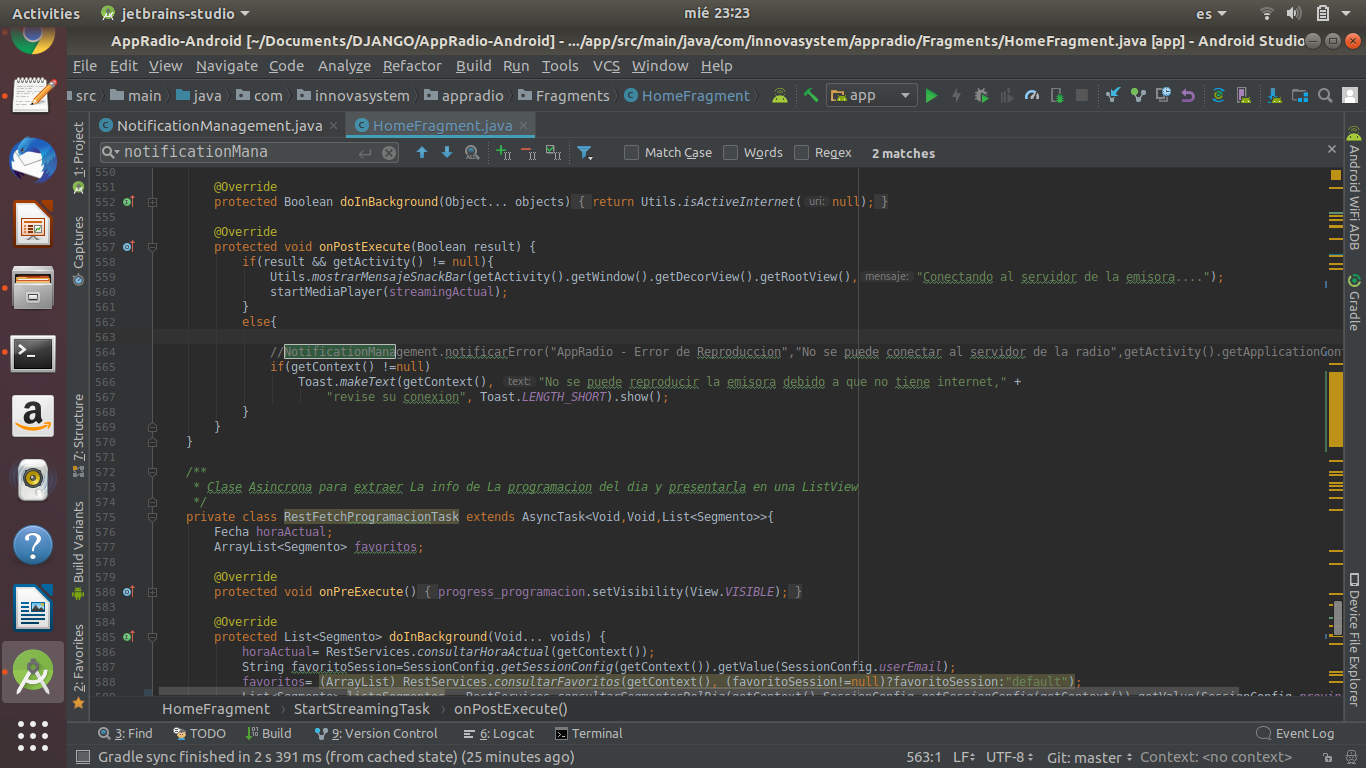 Activities jetbrains-studio mié 23:23 es
AppRadio-Android [~/Documents/DJANGO/AppRadio-Android] - .../app/src/main/java/com/innovasystem/appradio/Fragments/HomeFragment.java [app] - Android Studio
File Edit View Navigate Code Analyze Refactor Build Run Tools VCS Window Help
src main java com innovasystem appradio Fragments HomeFragment app
NotificationManagement.java HomeFragment.java
notificationMana Match Case Words Regex 2 matches
550
551 @Override
552 protected Boolean doInBackground(Object... objects) { return Utils.isActiveInternet( uri: null); }
555
556 @Override
557 protected void onPostExecute(Boolean result) {
558 if(result && getActivity() != null){
559 Utils.mostrarMensajeSnackBar(getActivity().getWindow().getDecorView().getRootView(), mensaje: "Conectando al servidor de la emisora....");
560 startMediaPlayer(streamingActual);
561 }
562 else{
563
564 //NotificationManagement.notificarError("AppRadio - Error de Reproduccion","No se puede conectar al servidor de la radio",getActivity().getApplicationCon
565 if(getContext() !=null)
566 Toast.makeText(getContext(), text: "No se puede reproducir la emisora debido a que no tiene internet," +
567 "revise su conexion", Toast.LENGTH_SHORT).show();
568 }
569 }
570 }
571
572 /**
573 * Clase Asincrona para extraer La info de La programacion del dia y presentarla en una ListView
574 */
575 private class RestFetchProgramacionTask extends AsyncTask<Void,Void,List<Segmento>>{
576 Fecha horaActual;
577 ArrayList<Segmento> favoritos;
578
579 @Override
580 protected void onPreExecute() { progress_programacion.setVisibility(View.VISIBLE); }
583
584 @Override
585 protected List<Segmento> doInBackground(Void... voids) {
586 horaActual= RestServices.consultarHoraActual(getContext());
587 String favoritoSession=SessionConfig.getSessionConfig(getContext()).getValue(SessionConfig.userEmail);
588 favoritos= (ArrayList) RestServices.consultarFavoritos(getContext(), (favoritoSession!=null)?favoritoSession:"default");
1: Project
Captures
7: Structure
Build Variants
2: Favorites
Android WiFi ADB
Gradle
Device File Explorer
HomeFragment StartStreamingTask onPostExecute()
3: Find TODO Build 9: Version Control 6: Logcat Terminal Event Log
Gradle sync finished in 2 s 391 ms (from cached state) (25 minutes ago) 563:1 LF UTF-8 Git: master Context: <no context>